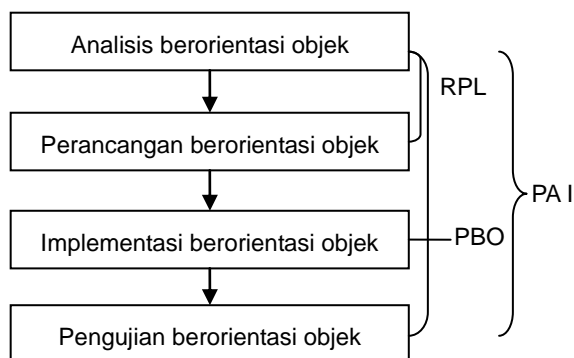 Analisis berorientasi objek
RPL
Perancangan berorientasi objek
PA I
Implementasi berorientasi objek
PBO
Pengujian berorientasi objek